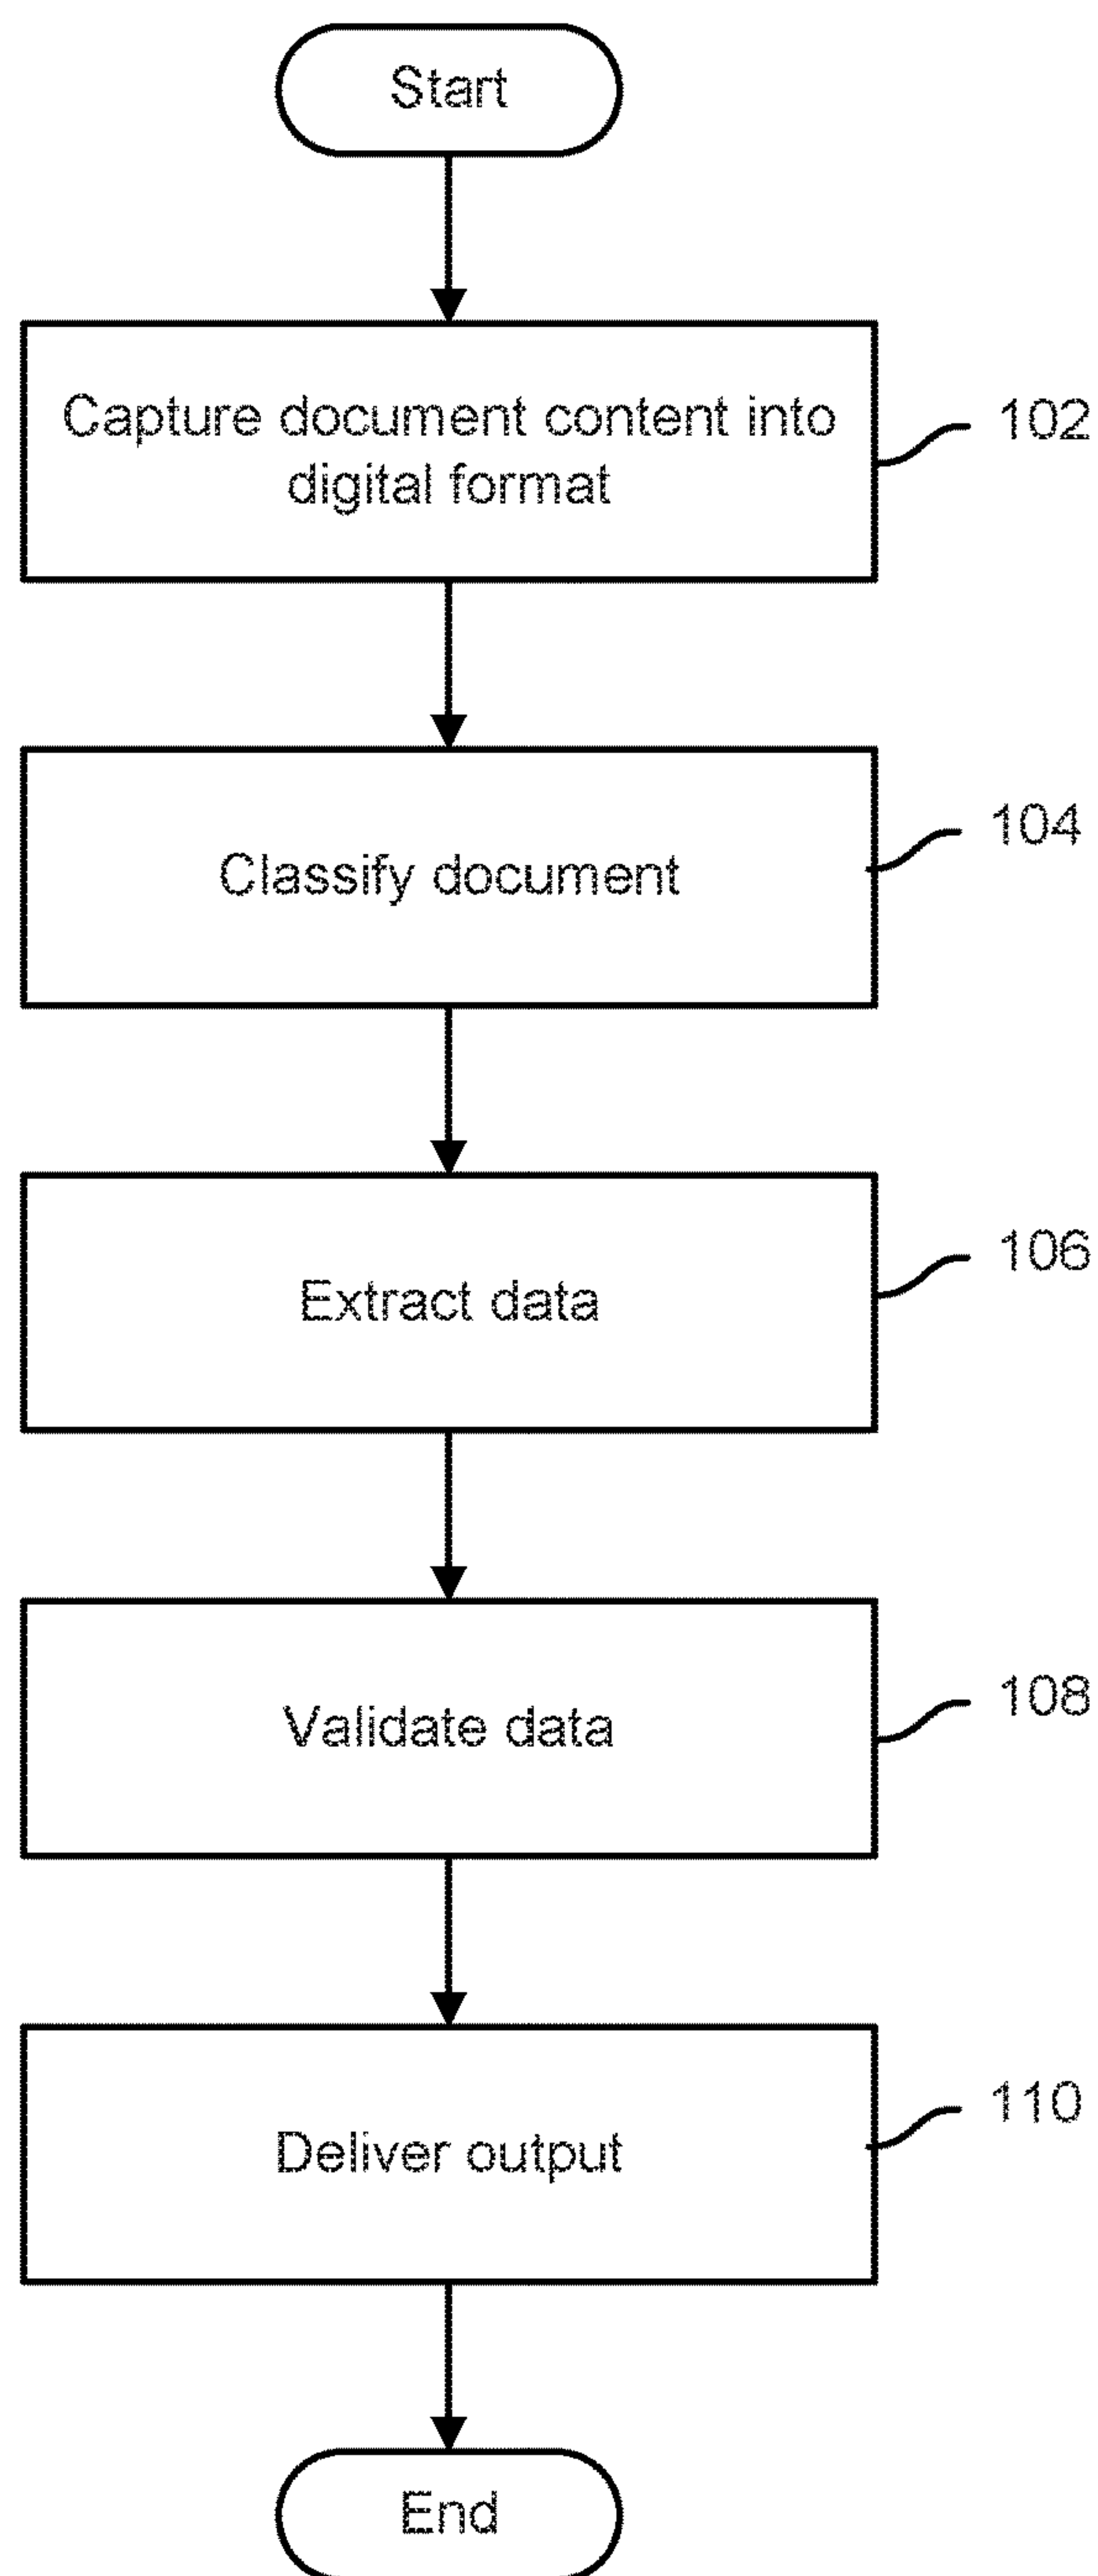 Start
Capture document content into
digital format
102
Classify document
104
Extract data
106
Validate data
108
Deliver output
110
End